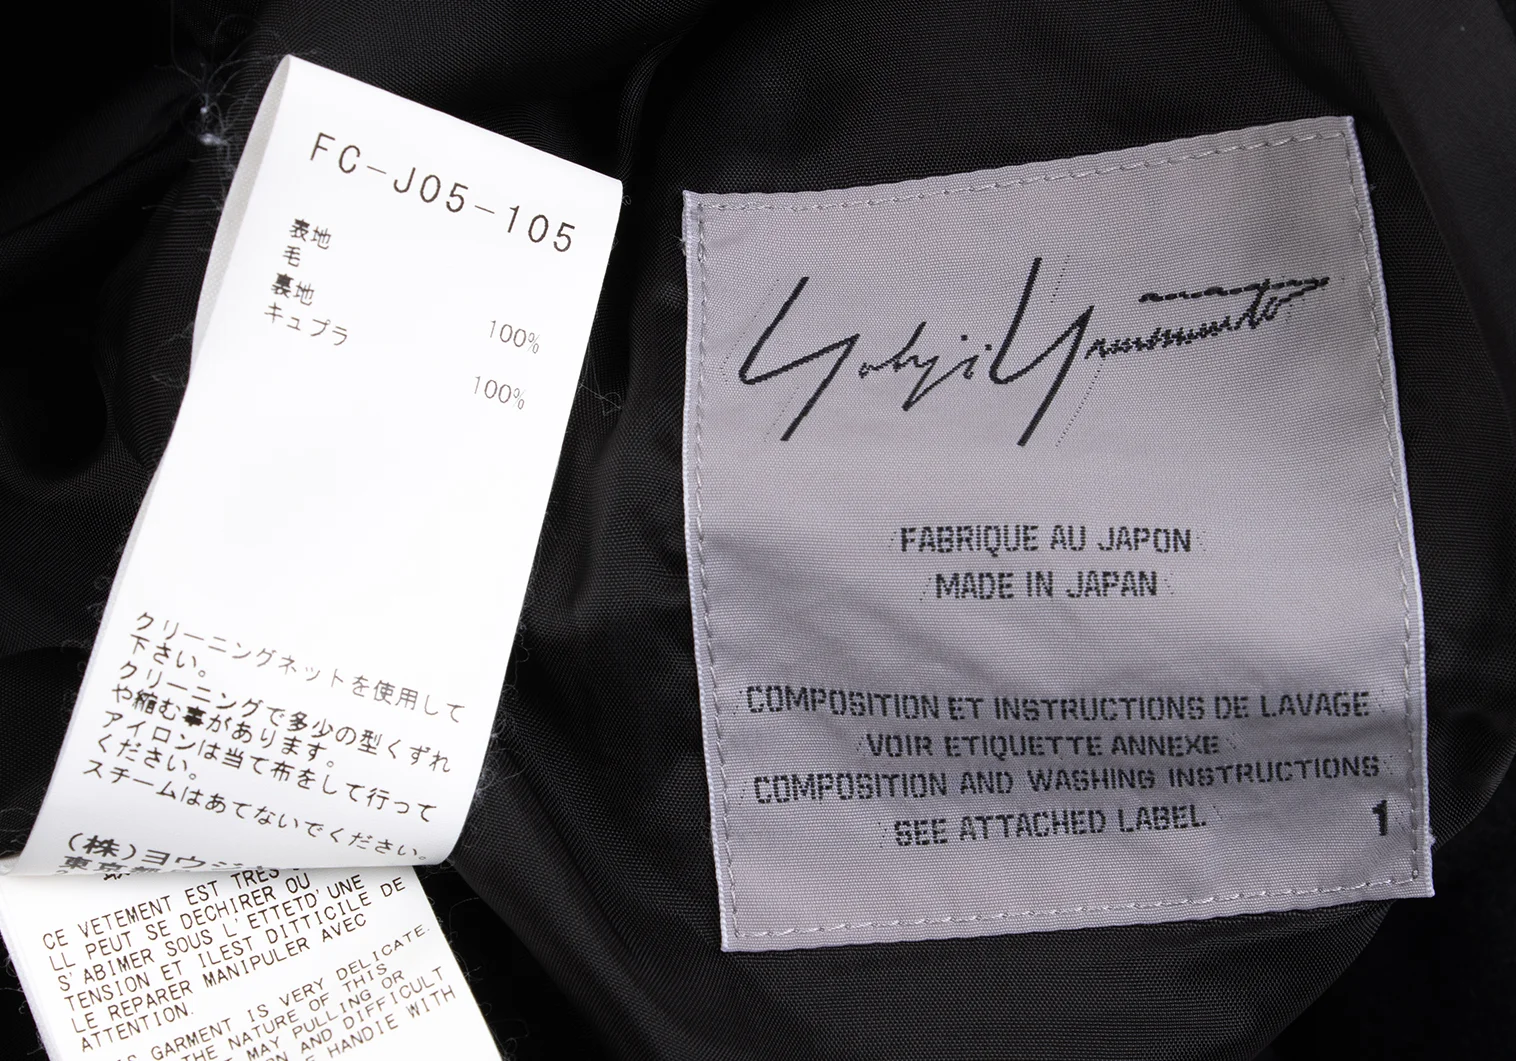 FC-J05-105
表地
毛 100%
裏地
キュプラ 100%
クリーニングネットを使用して
下さい。
クリーニングで多少の型くずれ
や縮む事があります。
アイロンは当て布をして行って
ください。
スチームはあてないでください。
(株)ヨウジ
東京都
CE VETEMENT EST TRES
LL PEUT SE DECHIRER OU
S'ABIMER SOUS L'ETTETD'UNE
TENSION ET ILEST DITTICILE DE
LE REPARER MANIPULER AVEC
ATTENTION.
GARMENT IS VERY DELICATE.
THE NATURE OF THIS
MAY PULLING OR
AND DIFFICULT
HANDIE WITH
Yohji Yamamoto
FABRIQUE AU JAPON
MADE IN JAPAN
COMPOSITION ET INSTRUCTIONS DE LAVAGE
VOIR ETIQUETTE ANNEXE
COMPOSITION AND WASHING INSTRUCTIONS
SEE ATTACHED LABEL
1